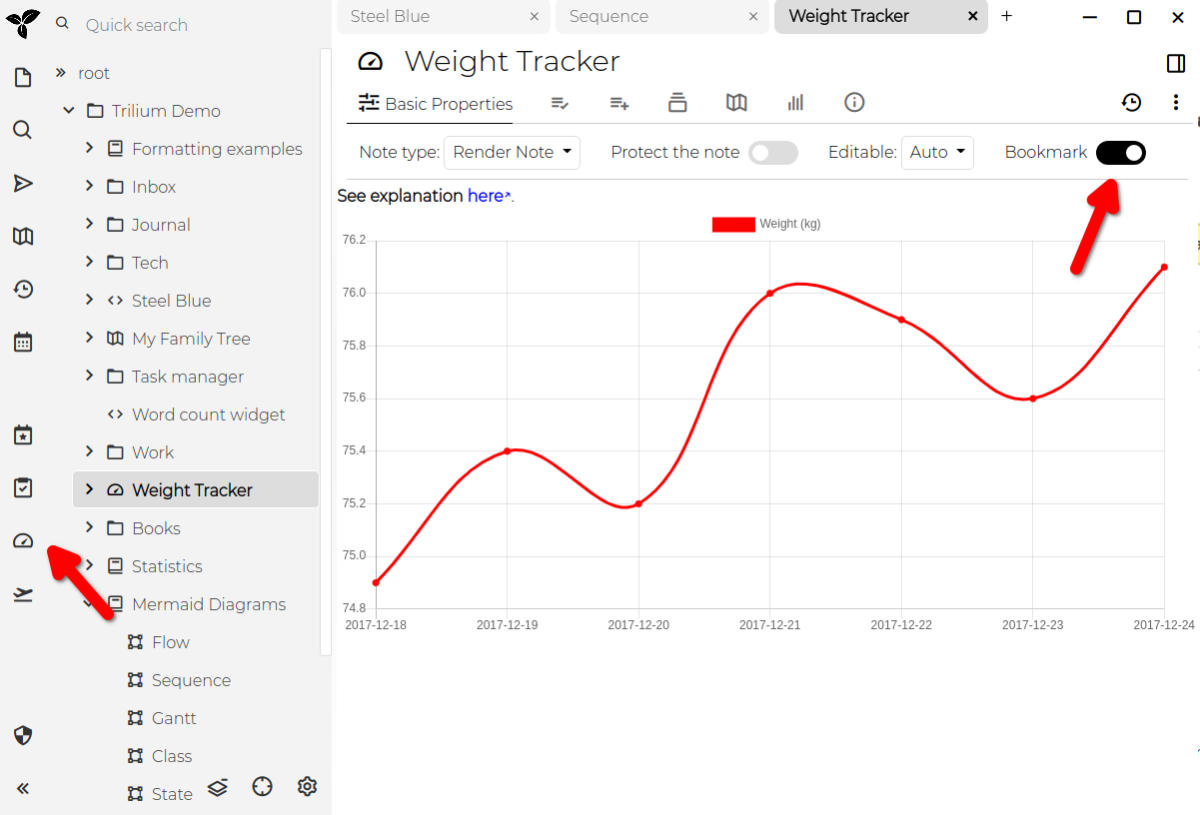 Quick search
root
Trilium Demo
Formatting examples
Inbox
Journal
Tech
Steel Blue
My Family Tree
Task manager
Word count widget
Work
Weight Tracker
Books
Statistics
Mermaid Diagrams
Flow
Sequence
Gantt
Class
State
Steel Blue
Sequence
Weight Tracker
Weight Tracker
Basic Properties
Note type: Render Note
Protect the note
Editable: Auto
Bookmark
See explanation here.
Weight (kg)
76.2
76.0
75.8
75.6
75.4
75.2
75.0
74.8
2017-12-18 2017-12-19 2017-12-20 2017-12-21 2017-12-22 2017-12-23 2017-12-24